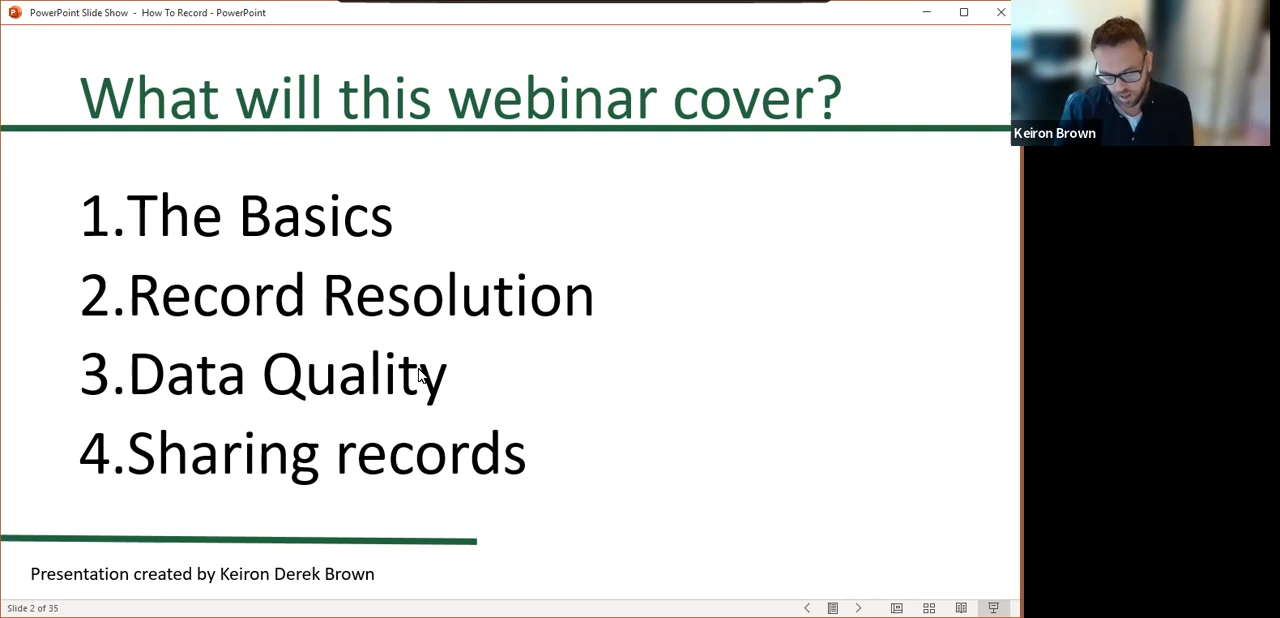 PowerPoint Slide Show - How To Record - PowerPoint
What will this webinar cover?
Keiron Brown
1.The Basics
2.Record Resolution
3.Data Quality
4.Sharing records
Presentation created by Keiron Derek Brown
Slide 2 of 35